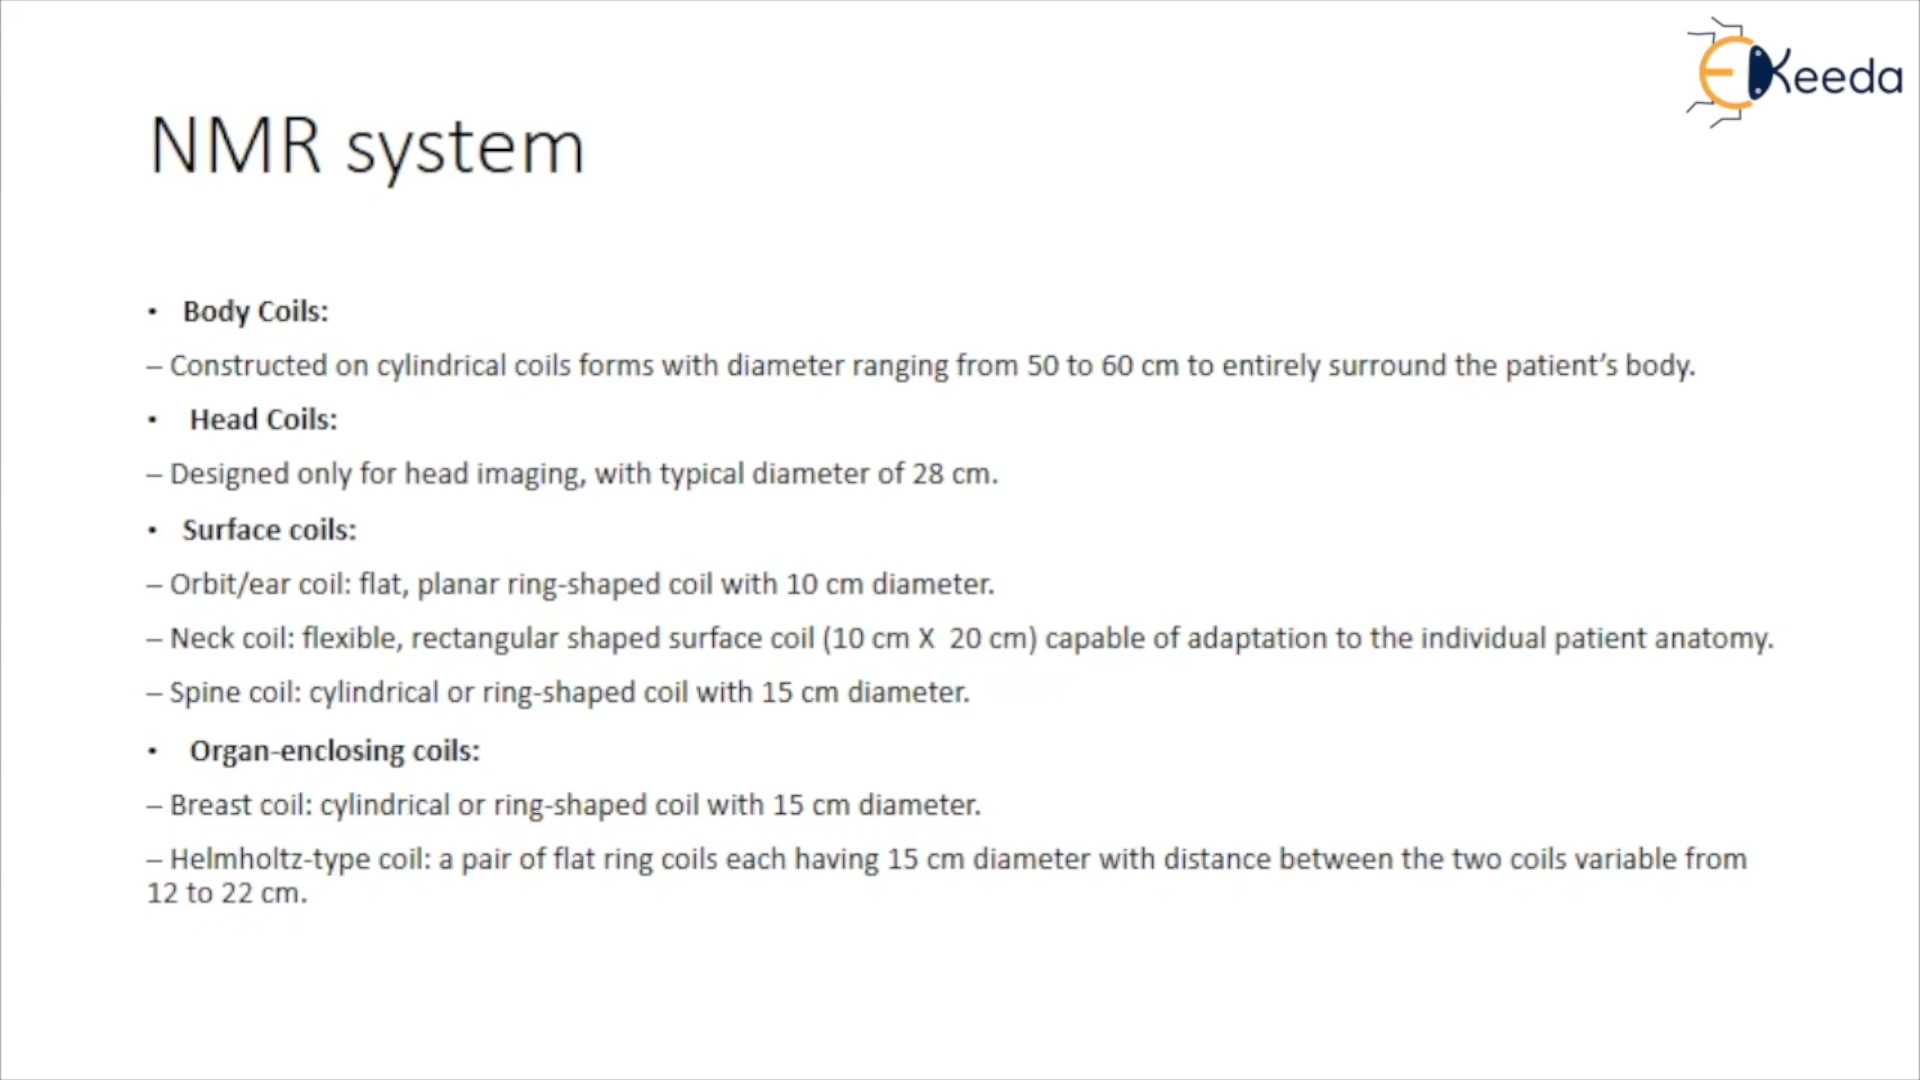 EKeeda
NMR system
• Body Coils:
– Constructed on cylindrical coils forms with diameter ranging from 50 to 60 cm to entirely surround the patient's body.
• Head Coils:
– Designed only for head imaging, with typical diameter of 28 cm.
• Surface coils:
– Orbit/ear coil: flat, planar ring-shaped coil with 10 cm diameter.
– Neck coil: flexible, rectangular shaped surface coil (10 cm X 20 cm) capable of adaptation to the individual patient anatomy.
– Spine coil: cylindrical or ring-shaped coil with 15 cm diameter.
• Organ-enclosing coils:
– Breast coil: cylindrical or ring-shaped coil with 15 cm diameter.
– Helmholtz-type coil: a pair of flat ring coils each having 15 cm diameter with distance between the two coils variable from
12 to 22 cm.